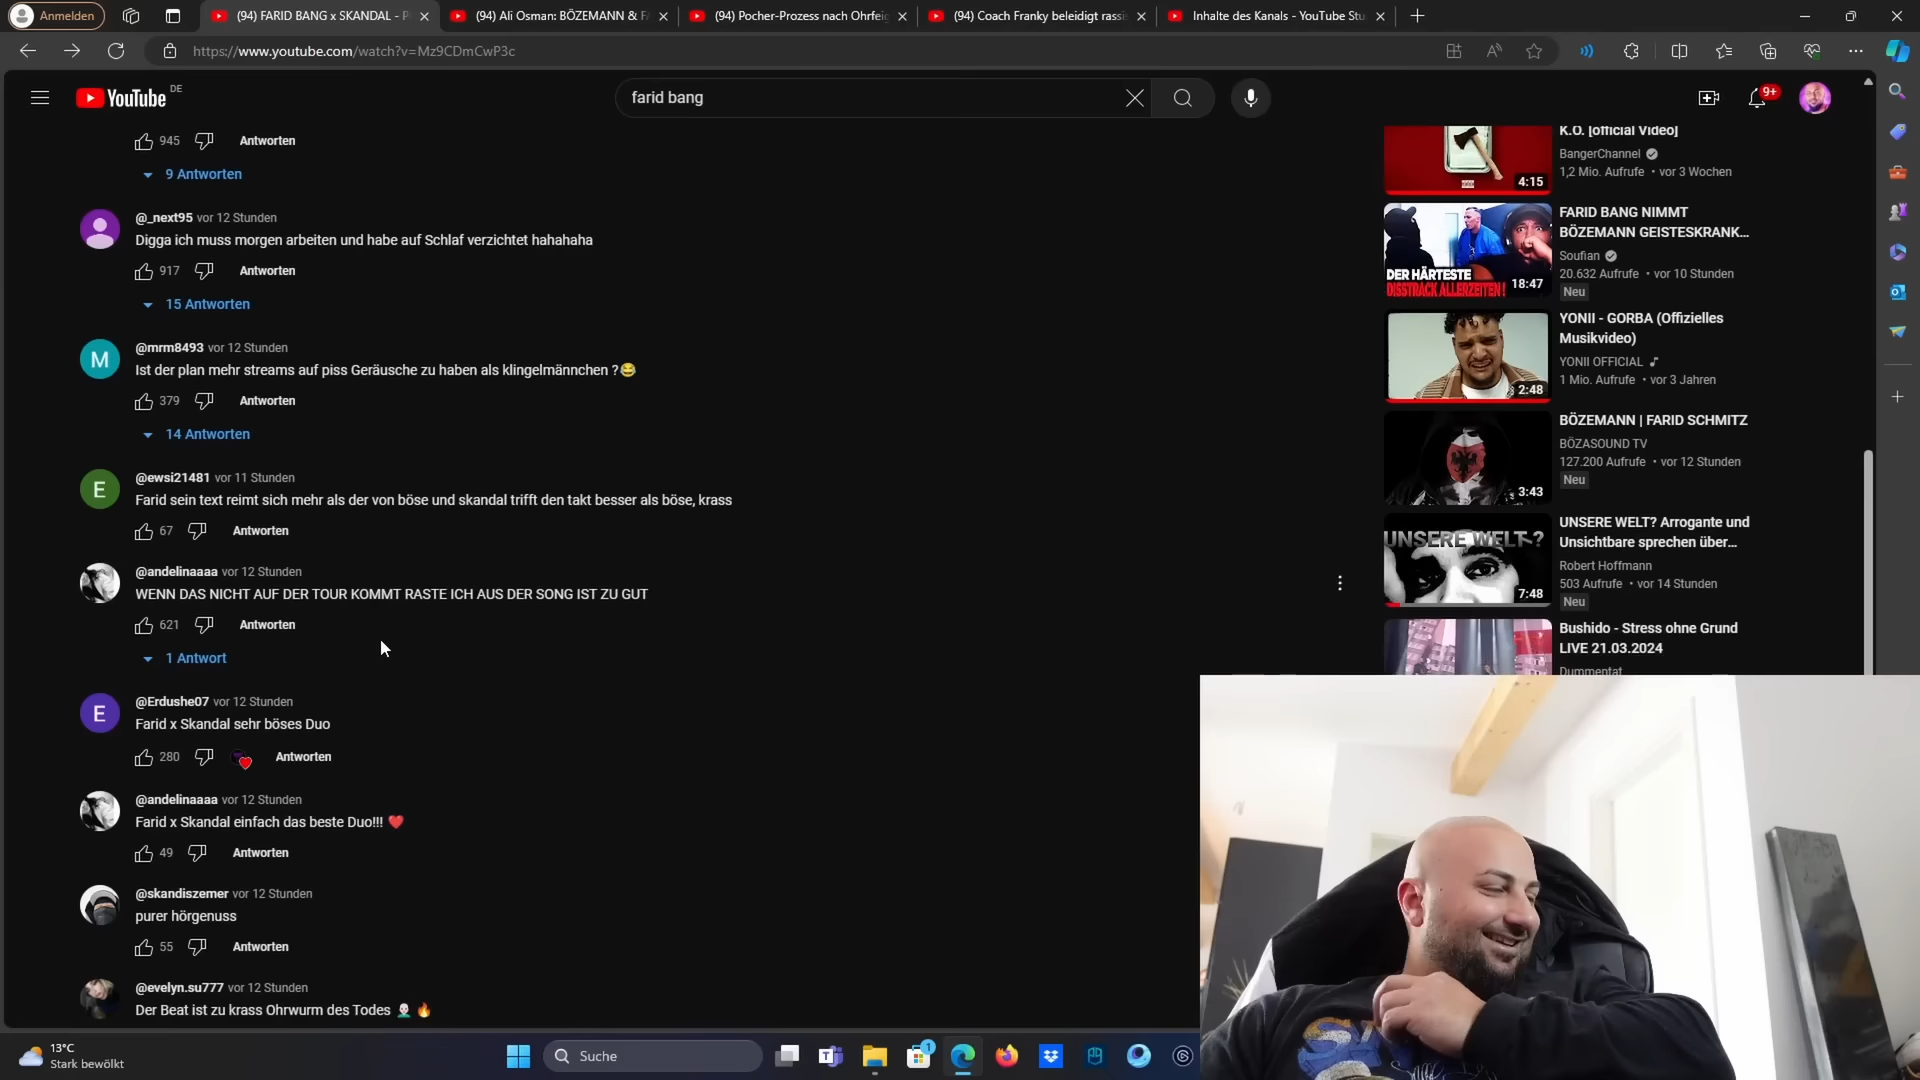 Anmelden
(94) FARID BANG x SKANDAL - P
(94) Ali Osman: BÖZEMANN & FA
(94) Pocher-Prozess nach Ohrfeig
(94) Coach Franky beleidigt rassis
Inhalte des Kanals - YouTube Stu
https://www.youtube.com/watch?v=Mz9CDmCwP3c
YouTube DE
farid bang
9+
945 Antworten
9 Antworten
@_next95 vor 12 Stunden
Digga ich muss morgen arbeiten und habe auf Schlaf verzichtet hahahaha
917 Antworten
15 Antworten
M
@mrm8493 vor 12 Stunden
Ist der plan mehr streams auf piss Geräusche zu haben als klingelmännchen ?😂
379 Antworten
14 Antworten
E
@ewsi21481 vor 11 Stunden
Farid sein text reimt sich mehr als der von böse und skandal trifft den takt besser als böse, krass
67 Antworten
@andelinaaaa vor 12 Stunden
WENN DAS NICHT AUF DER TOUR KOMMT RASTE ICH AUS DER SONG IST ZU GUT
621 Antworten
1 Antwort
E
@Erdushe07 vor 12 Stunden
Farid x Skandal sehr böses Duo
280 Antworten
@andelinaaaa vor 12 Stunden
Farid x Skandal einfach das beste Duo!!! ❤️
49 Antworten
@skandiszemer vor 12 Stunden
purer hörgenuss
55 Antworten
@evelyn.su777 vor 12 Stunden
Der Beat ist zu krass Ohrwurm des Todes 🔥
K.O. [official Video]
BangerChannel
1,2 Mio. Aufrufe • vor 3 Wochen
4:15
FARID BANG NIMMT
BÖZEMANN GEISTESKRANK...
Soufian
20.632 Aufrufe • vor 10 Stunden
Neu
DER HÄRTESTE
DISSTRACK ALLERZEITEN !
18:47
YONII - GORBA (Offizielles
Musikvideo)
YONII OFFICIAL
1 Mio. Aufrufe • vor 3 Jahren
2:48
BÖZEMANN | FARID SCHMITZ
BÖZASOUND TV
127.200 Aufrufe • vor 12 Stunden
Neu
3:43
UNSERE WELT? Arrogante und
Unsichtbare sprechen über...
Robert Hoffmann
503 Aufrufe • vor 14 Stunden
Neu
UNSERE WELT?
7:48
Bushido - Stress ohne Grund
LIVE 21.03.2024
Dummentat
13°C
Stark bewölkt
Suche
1